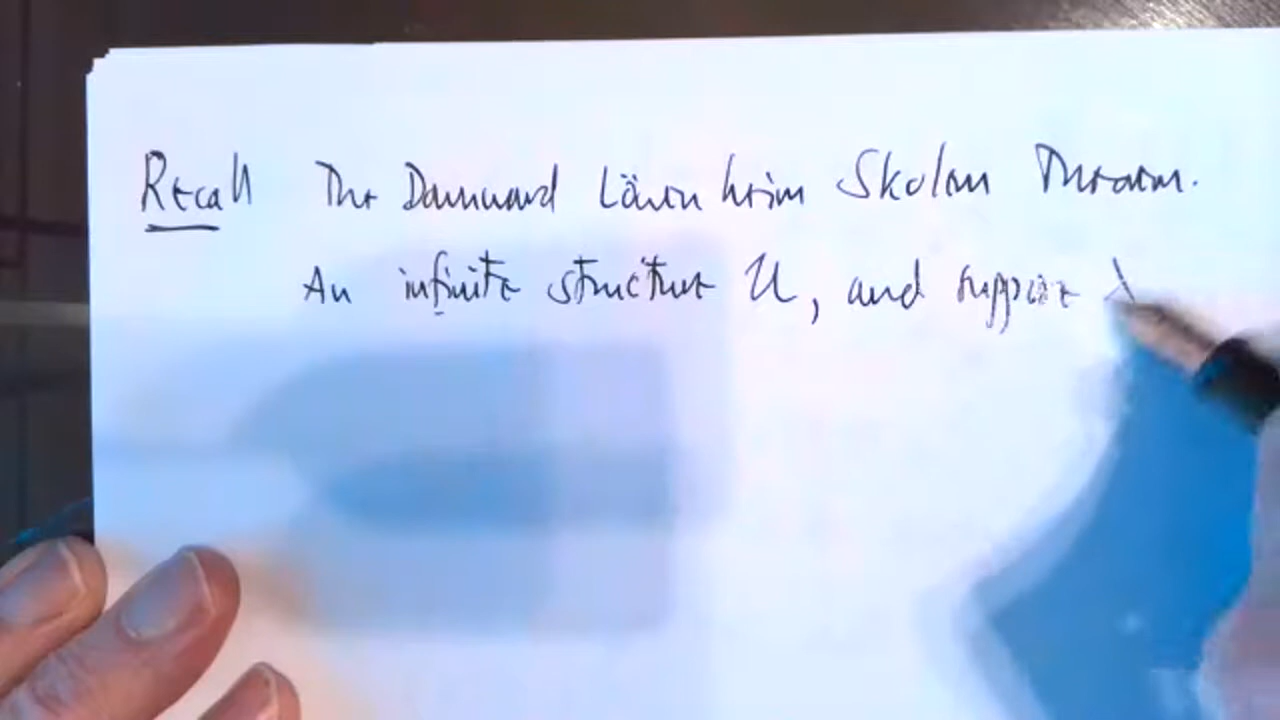 Recall The Downward Löwenheim Skolem Theorem.
An infinite structure U, and suppose λ